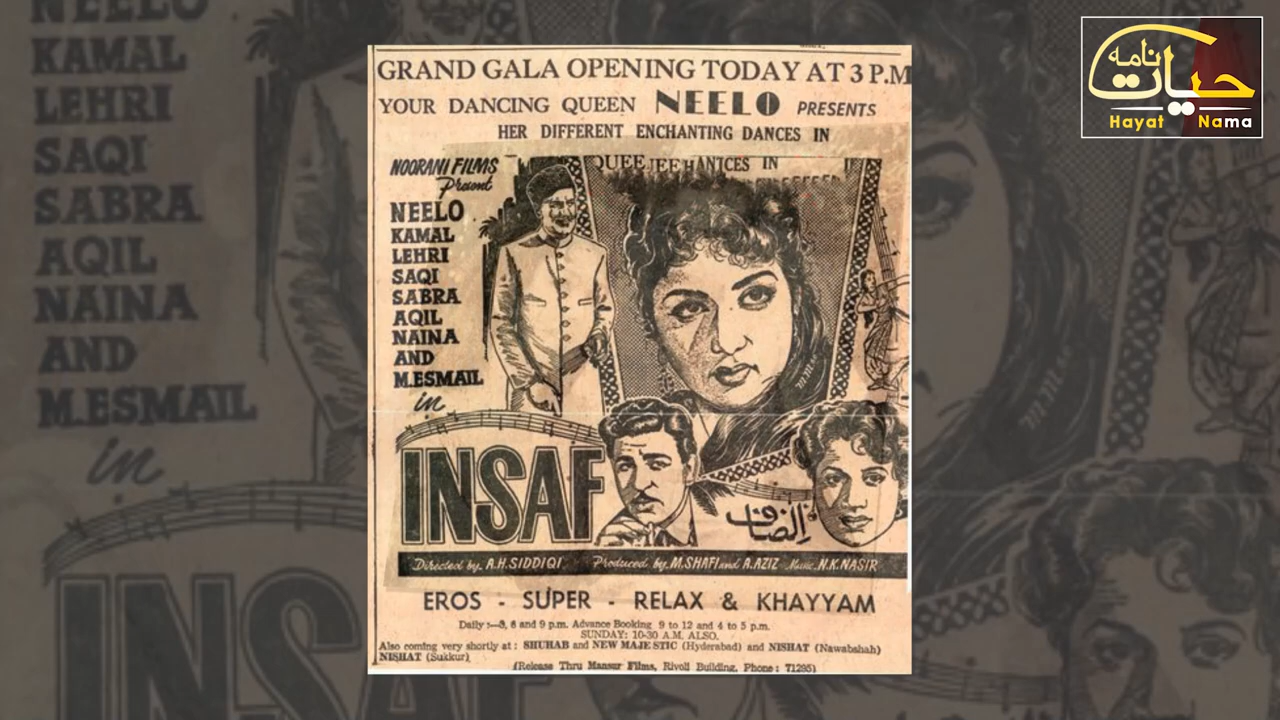 حیات نامہ
Hayat Nama
GRAND GALA OPENING TODAY AT 3 P.M
YOUR DANCING QUEEN NEELO PRESENTS
HER DIFFERENT ENCHANTING DANCES IN
NOORANI FILMS
Present
NEELO
KAMAL
LEHRI
SAQI
SABRA
AQIL
NAINA
AND
M.ESMAIL
in
INSAF
انصاف
Directed by. A.H.SIDDIQI Produced by. M.SHAFI and A.AZIZ Music. N.K.NASIR
EROS - SUPER - RELAX & KHAYYAM
Daily :—3, 6 and 9 p.m. Advance Booking 9 to 12 and 4 to 5 p.m.
SUNDAY: 10-30 A.M. ALSO.
Also coming very shortly at : SHUHAB and NEW MAJESTIC (Hyderabad) and NISHAT (Nawabshah)
NISHAT (Sukkur)
(Release Thru Mansur Films, Rivoli Building. Phone : 71295)
KAMAL
LEHRI
SAQI
SABRA
AQIL
NAINA
AND
M.ESMAIL
in